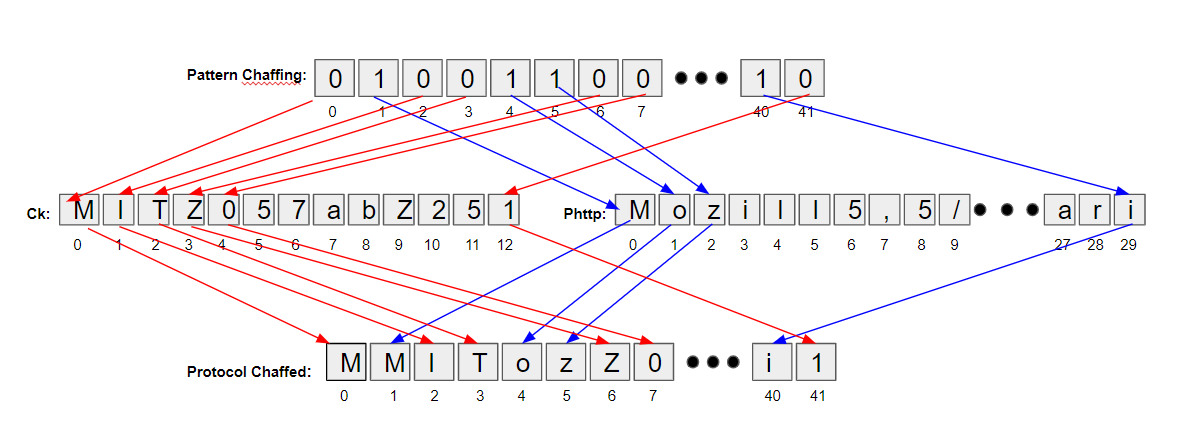 Pattern Chaffing: 0 1 0 0 1 1 0 0 ••• 1 0
0 1 2 3 4 5 6 7 40 41
Ck: M I T Z 0 5 7 a b Z 2 5 1 Phttp: M o z i l l 5 , 5 / ••• a r i
0 1 2 3 4 5 6 7 8 9 10 11 12 0 1 2 3 4 5 6 7 8 9 27 28 29
Protocol Chaffed: M M I T o z Z 0 ••• i 1
0 1 2 3 4 5 6 7 40 41